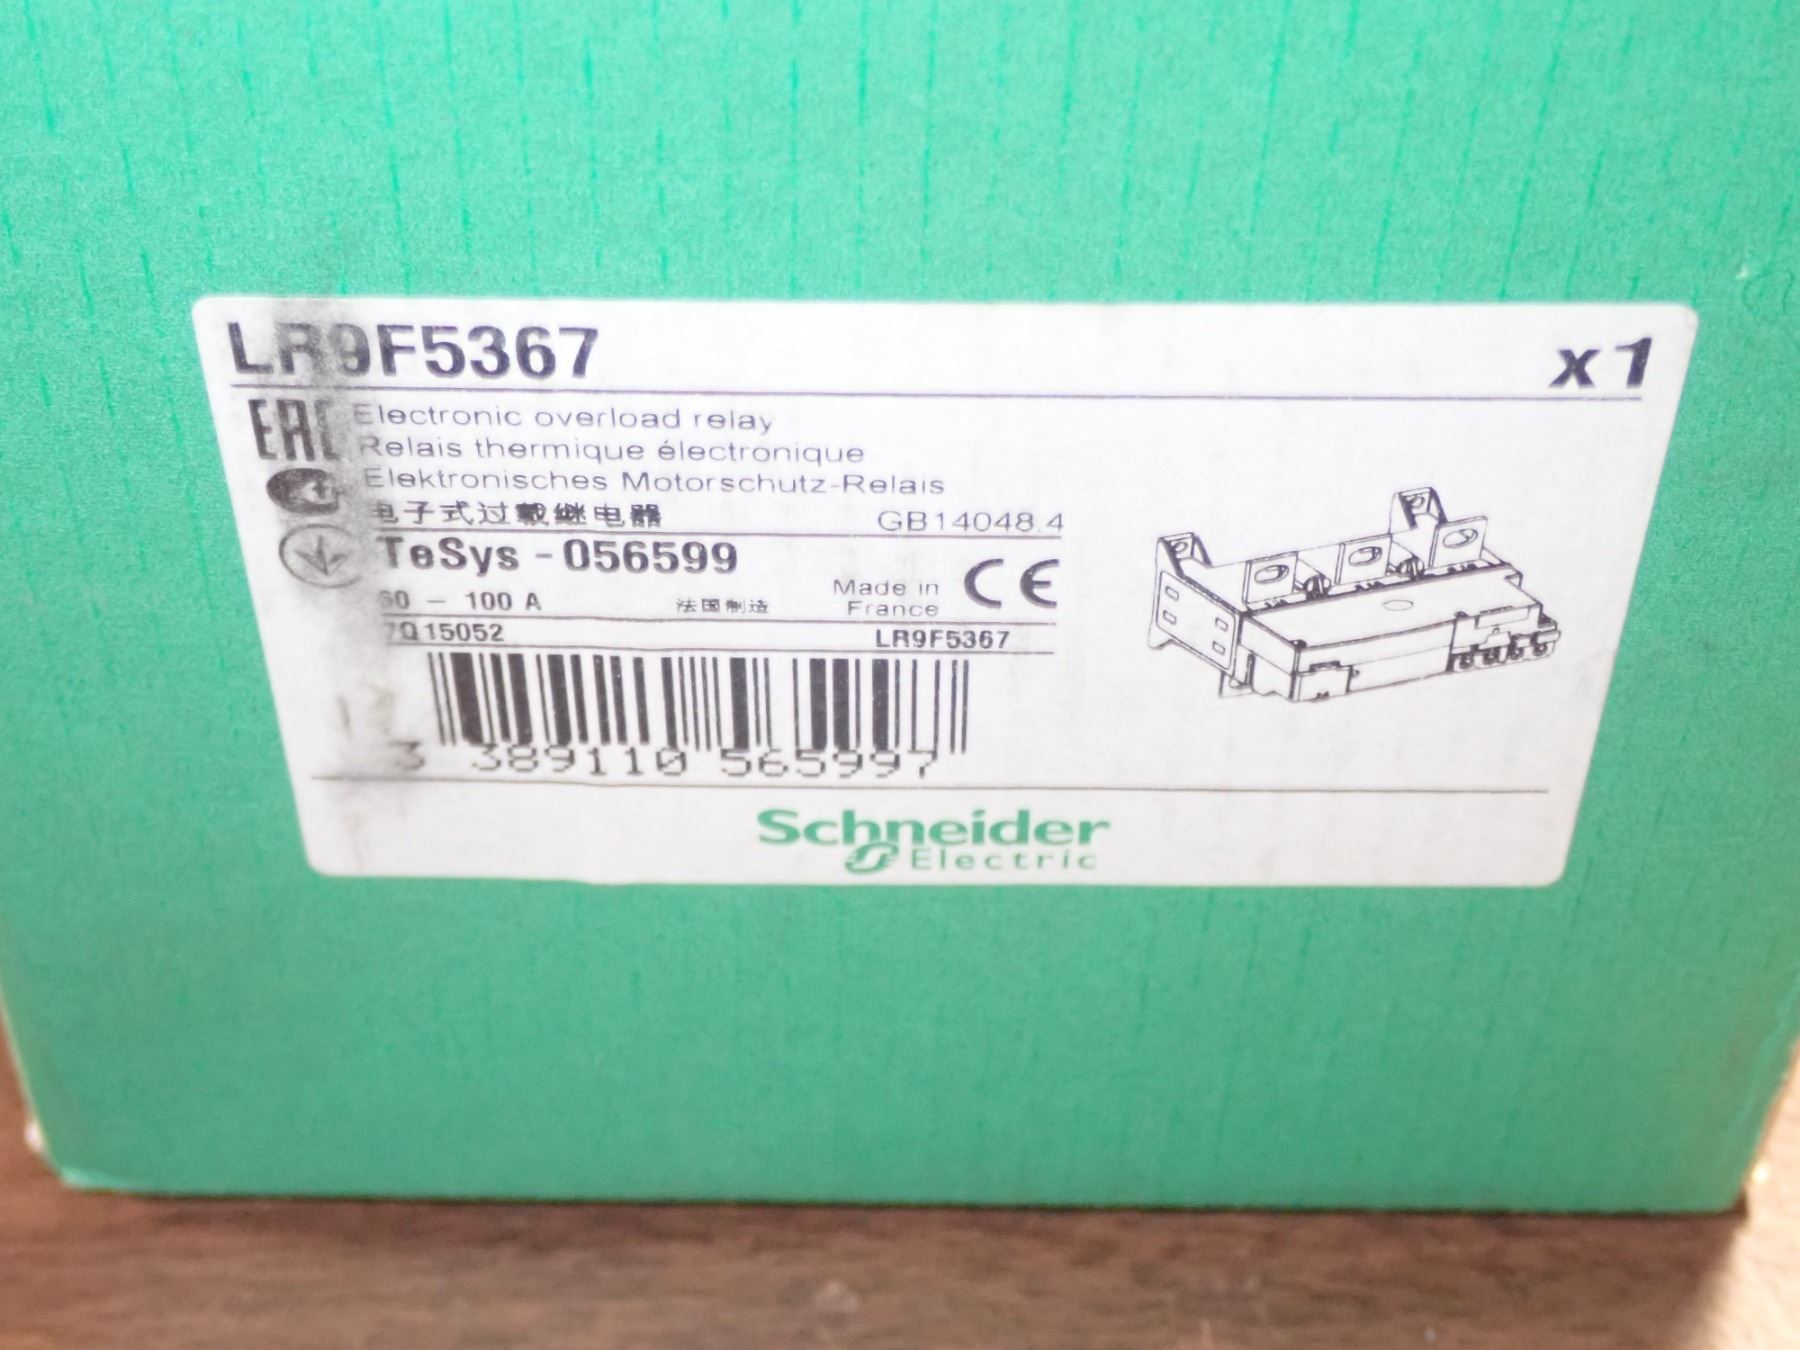 LR9F5367 x1
EAC Electronic overload relay
Relais thermique électronique
Elektronisches Motorschutz-Relais
电子式过载继电器 GB14048.4
TeSys - 056599
60 - 100 A 法国制造 Made in France CE
7Q15052 LR9F5367
3 389110 565997
Schneider
Electric